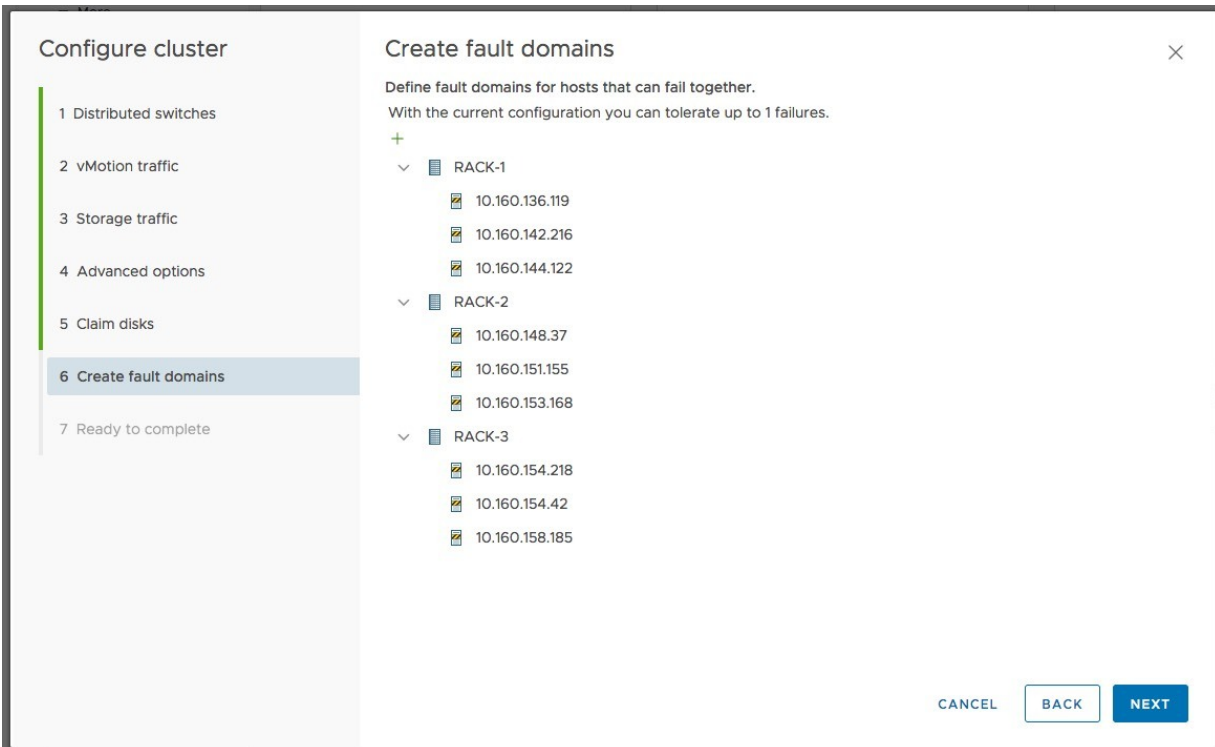 Configure cluster
1 Distributed switches
2 vMotion traffic
3 Storage traffic
4 Advanced options
5 Claim disks
6 Create fault domains
7 Ready to complete
Create fault domains
Define fault domains for hosts that can fail together.
With the current configuration you can tolerate up to 1 failures.
RACK-1
10.160.136.119
10.160.142.216
10.160.144.122
RACK-2
10.160.148.37
10.160.151.155
10.160.153.168
RACK-3
10.160.154.218
10.160.154.42
10.160.158.185
CANCEL BACK NEXT